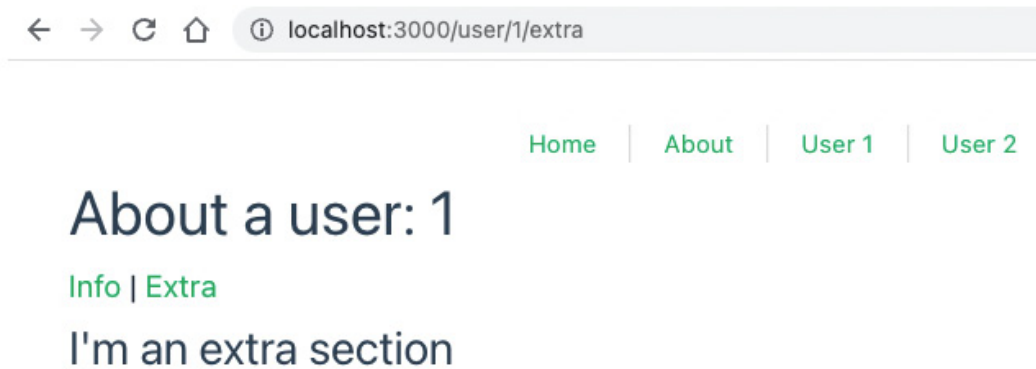 localhost:3000/user/1/extra
Home About User 1 User 2
About a user: 1
Info | Extra
I'm an extra section